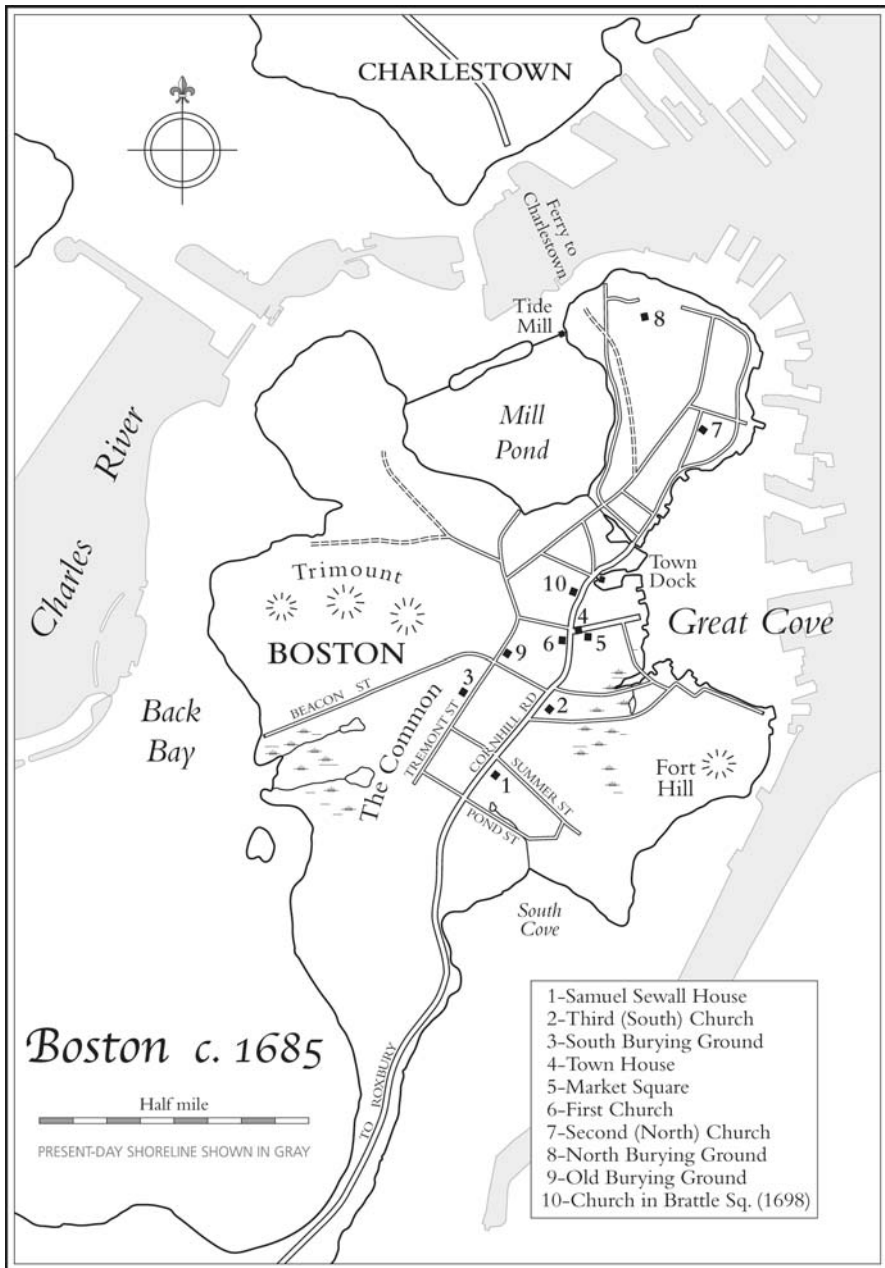 CHARLESTOWN
Ferry to
Charlestown
Tide
Mill
8
Mill
Pond
7
Charles River
Trimount
10
Town
Dock
4
Great Cove
BOSTON
6
5
9
3
BEACON ST
2
Back
Bay
The Common
TREMONT ST
CORNHILL RD
Fort
Hill
1
SUMMER ST
POND ST
South
Cove
TO ROXBURY
Boston c. 1685
Half mile
PRESENT-DAY SHORELINE SHOWN IN GRAY
1-Samuel Sewall House
2-Third (South) Church
3-South Burying Ground
4-Town House
5-Market Square
6-First Church
7-Second (North) Church
8-North Burying Ground
9-Old Burying Ground
10-Church in Brattle Sq. (1698)